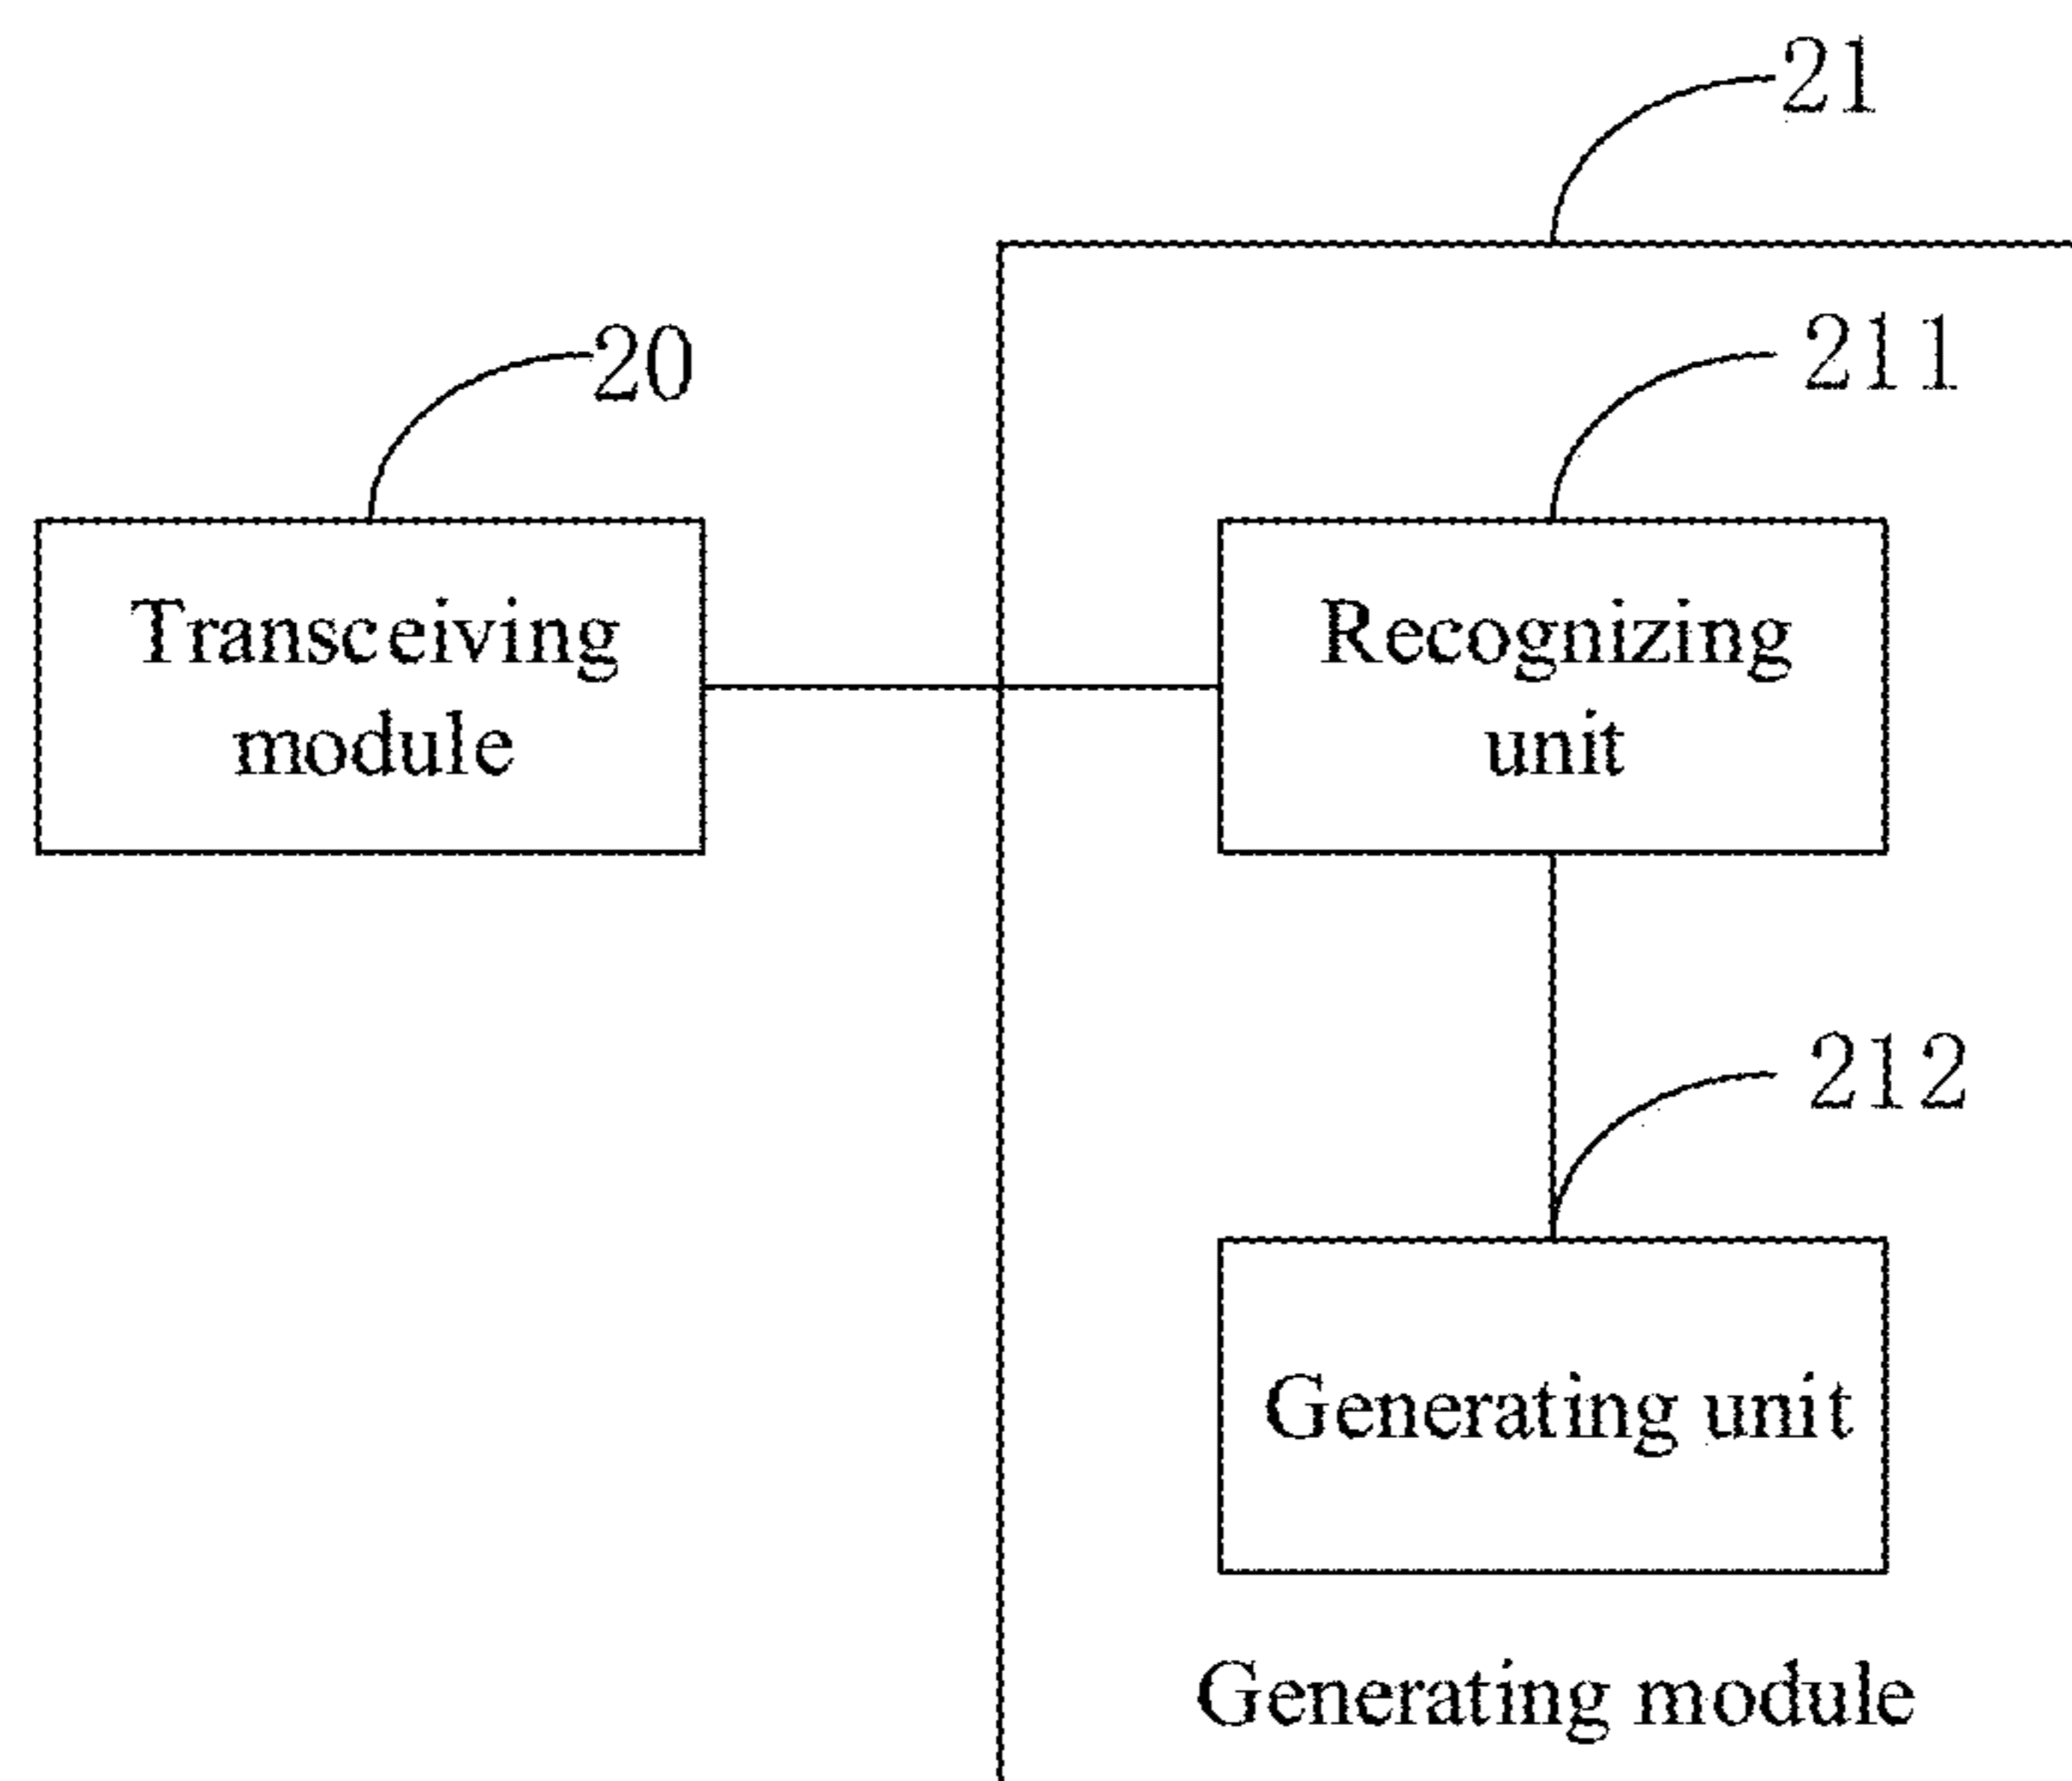 21
20
211
Transceiving
module
Recognizing
unit
212
Generating unit
Generating module